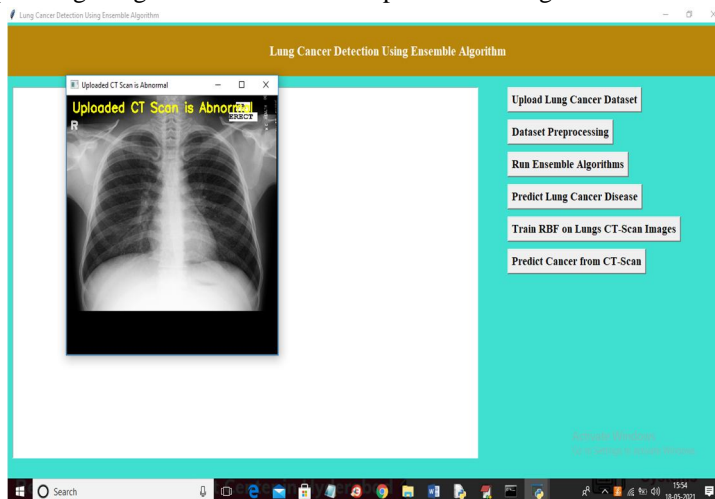 Lung Cancer Detection Using Ensemble Algorithm
Lung Cancer Detection Using Ensemble Algorithm
Uploaded CT Scan is Abnormal
Uploaded CT Scan is Abnormal
ERECT
R
Upload Lung Cancer Dataset
Dataset Preprocessing
Run Ensemble Algorithms
Predict Lung Cancer Disease
Train RBF on Lungs CT-Scan Images
Predict Cancer from CT-Scan
Search
15:54
18-05-2021